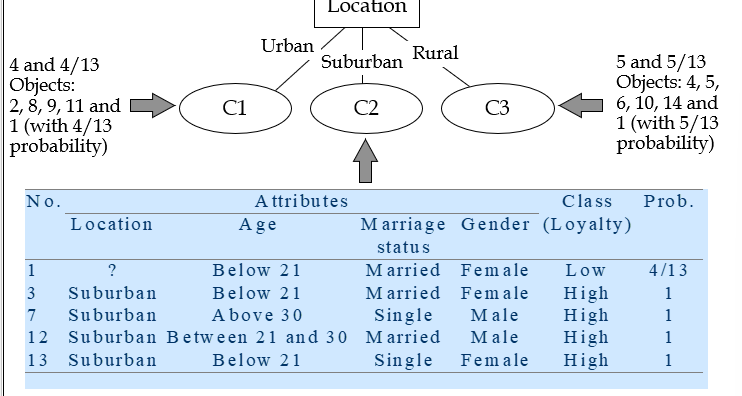 Location
Urban
Suburban
Rural
4 and 4/13
Objects:
2, 8, 9, 11 and
1 (with 4/13
probability)
C1
C2
C3
5 and 5/13
Objects: 4, 5,
6, 10, 14 and
1 (with 5/13
probability)
No. Attributes Class Prob.
Location Age Marriage Gender (Loyalty)
status
1 ? Below 21 Married Female Low 4/13
3 Suburban Below 21 Married Female High 1
7 Suburban Above 30 Single Male High 1
12 Suburban Between 21 and 30 Married Male High 1
13 Suburban Below 21 Single Female High 1